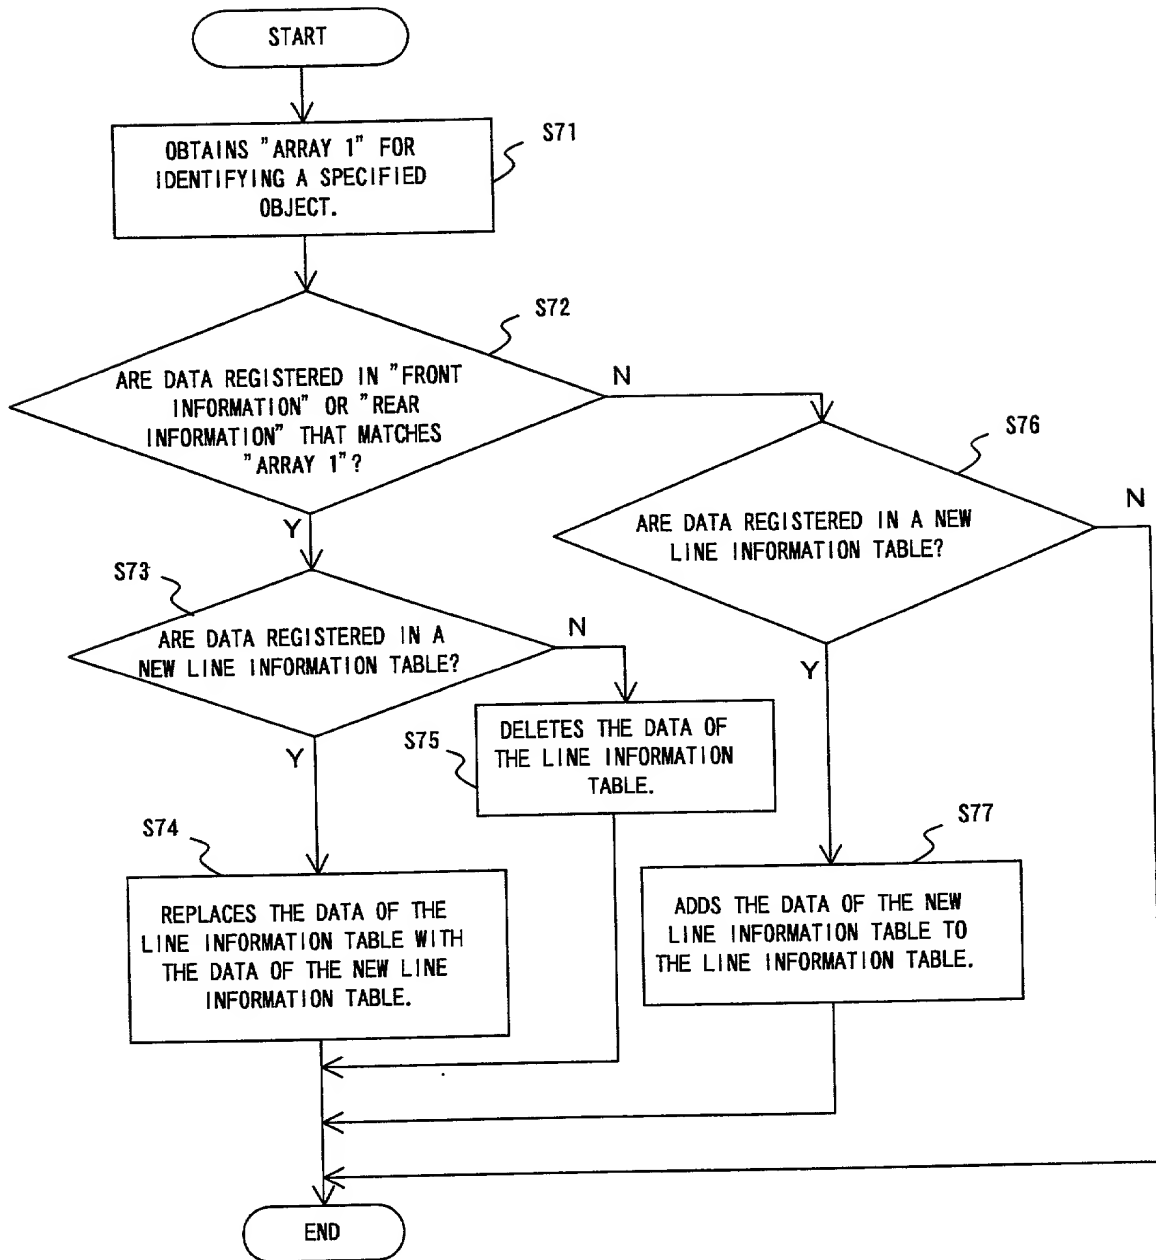 START
OBTAINS "ARRAY 1" FOR
IDENTIFYING A SPECIFIED
OBJECT.
S71
S72
ARE DATA REGISTERED IN "FRONT
INFORMATION" OR "REAR
INFORMATION" THAT MATCHES
"ARRAY 1"?
N
Y
S76
ARE DATA REGISTERED IN A NEW
LINE INFORMATION TABLE?
N
Y
S73
ARE DATA REGISTERED IN A
NEW LINE INFORMATION TABLE?
N
Y
S75
DELETES THE DATA OF
THE LINE INFORMATION
TABLE.
S74
REPLACES THE DATA OF THE
LINE INFORMATION TABLE WITH
THE DATA OF THE NEW LINE
INFORMATION TABLE.
S77
ADDS THE DATA OF THE NEW
LINE INFORMATION TABLE TO
THE LINE INFORMATION TABLE.
END